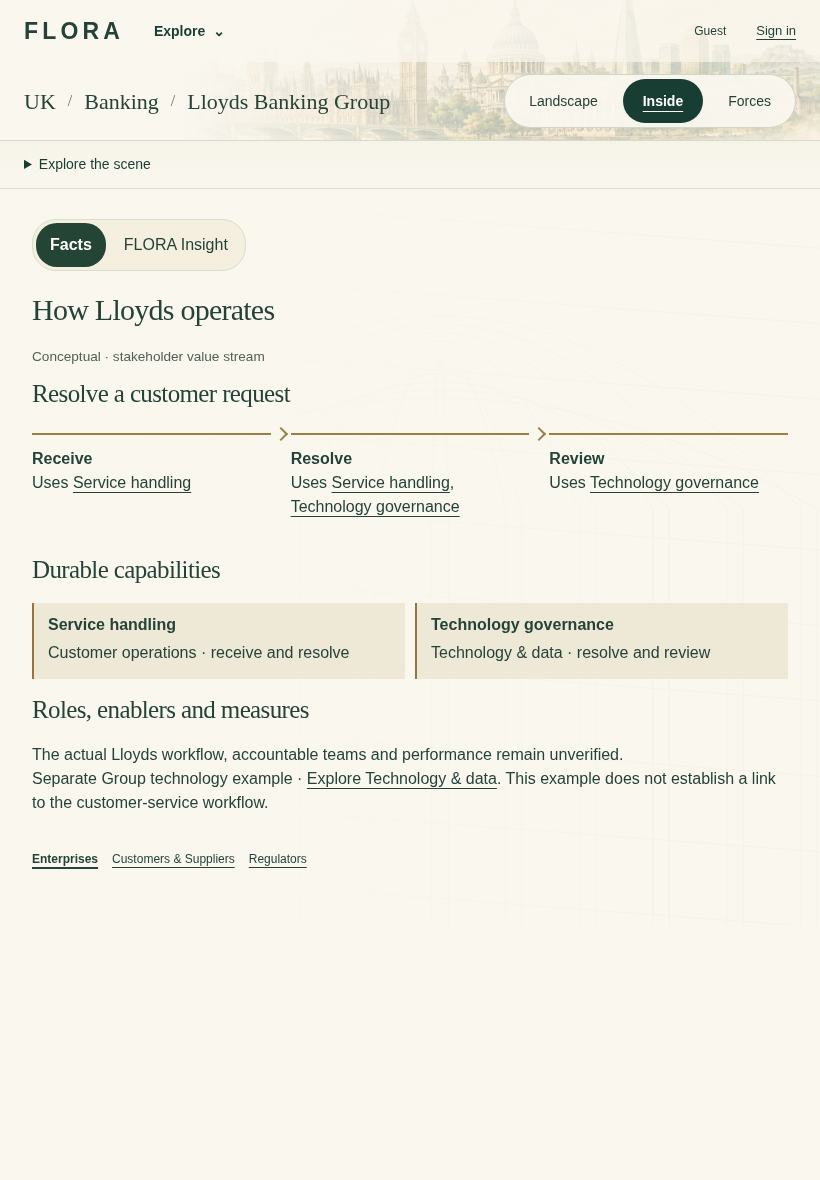 FLORA
Explore
Guest
Sign in
UK / Banking / Lloyds Banking Group
Landscape
Inside
Forces
Explore the scene
Facts
FLORA Insight
How Lloyds operates
Conceptual · stakeholder value stream
Resolve a customer request
Receive
Uses Service handling
Resolve
Uses Service handling,
Technology governance
Review
Uses Technology governance
Durable capabilities
Service handling
Customer operations · receive and resolve
Technology governance
Technology & data · resolve and review
Roles, enablers and measures
The actual Lloyds workflow, accountable teams and performance remain unverified.
Separate Group technology example · Explore Technology & data. This example does not establish a link
to the customer-service workflow.
Enterprises
Customers & Suppliers
Regulators